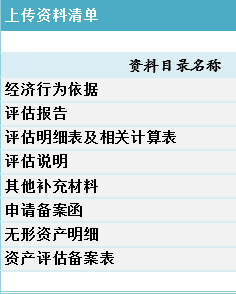 上传资料清单
资料目录名称
经济行为依据
评估报告
评估明细表及相关计算表
评估说明
其他补充材料
申请备案函
无形资产明细
资产评估备案表